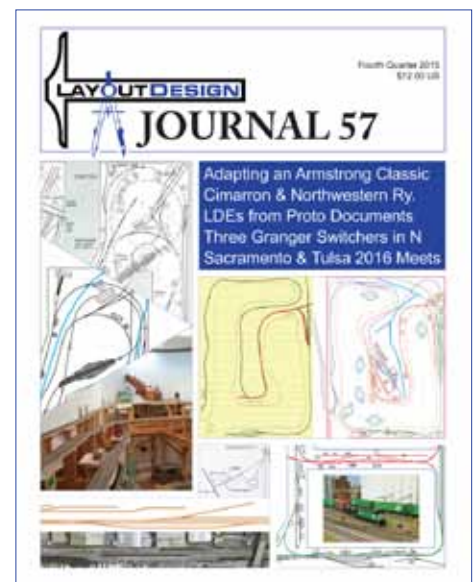 Fourth Quarter 2015
$12.00 US
LAYOUT DESIGN
JOURNAL 57
Adapting an Armstrong Classic
Cimarron & Northwestern Ry.
LDEs from Proto Documents
Three Granger Switchers in N
Sacramento & Tulsa 2016 Meets